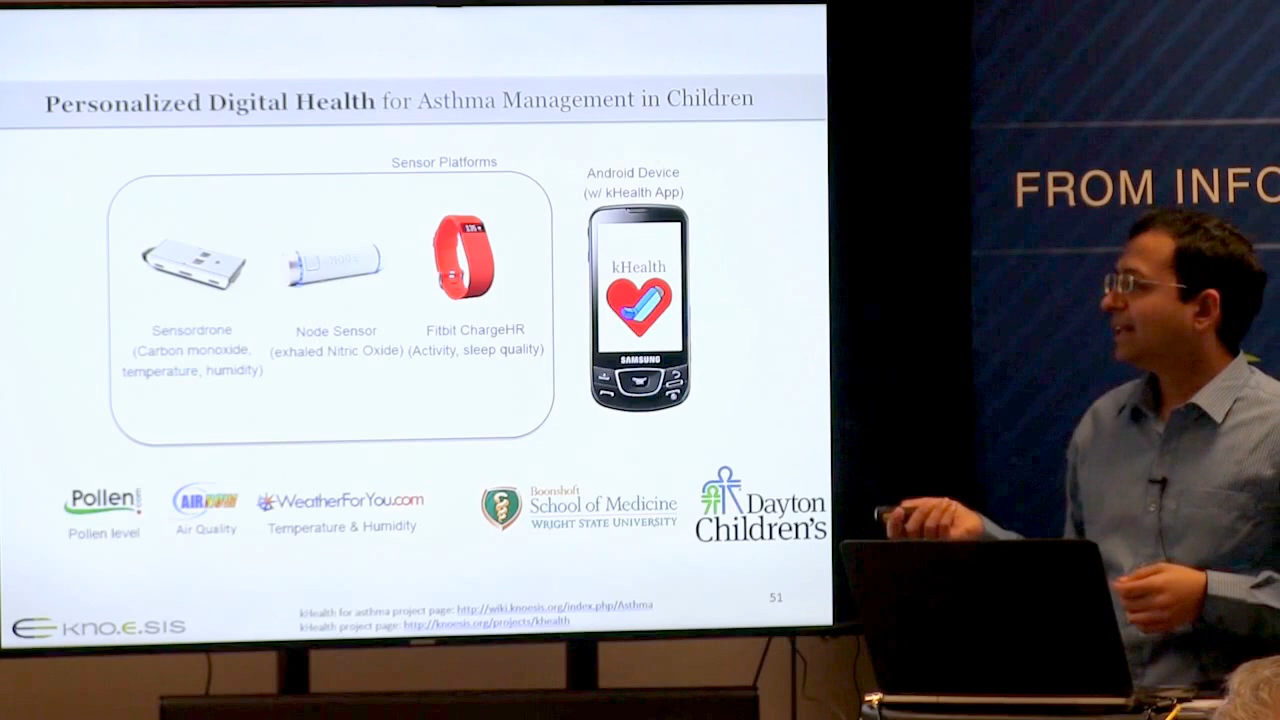 Personalized Digital Health for Asthma Management in Children
Sensor Platforms
Android Device
(w/ kHealth App)
kHealth
SAMSUNG
Sensordrone
(Carbon monoxide,
temperature, humidity)
Node Sensor
(exhaled Nitric Oxide)
Fitbit ChargeHR
(Activity, sleep quality)
Pollen.com
Pollen level
AIR
Air Quality
WeatherForYou.com
Temperature & Humidity
Boonshoft
School of Medicine
WRIGHT STATE UNIVERSITY
Dayton
Children's
51
kHealth for asthma project page: http://wiki.knoesis.org/index.php/Asthma
kHealth project page: http://knoesis.org/projects/khealth
kno.e.sis
FROM INFO